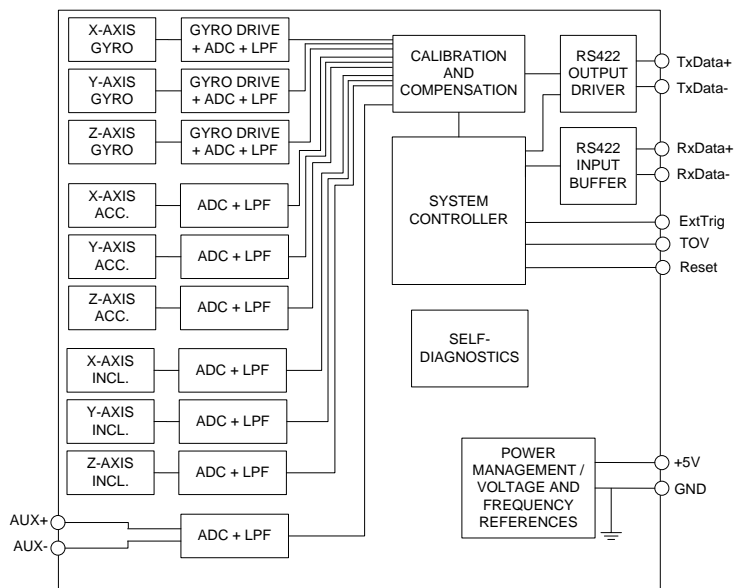 X-AXIS
GYRO
GYRO DRIVE
+ ADC + LPF
Y-AXIS
GYRO
GYRO DRIVE
+ ADC + LPF
Z-AXIS
GYRO
GYRO DRIVE
+ ADC + LPF
X-AXIS
ACC.
ADC + LPF
Y-AXIS
ACC.
ADC + LPF
Z-AXIS
ACC.
ADC + LPF
X-AXIS
INCL.
ADC + LPF
Y-AXIS
INCL.
ADC + LPF
Z-AXIS
INCL.
ADC + LPF
AUX+
AUX-
ADC + LPF
CALIBRATION
AND
COMPENSATION
SYSTEM
CONTROLLER
SELF-
DIAGNOSTICS
POWER
MANAGEMENT /
VOLTAGE AND
FREQUENCY
REFERENCES
RS422
OUTPUT
DRIVER
RS422
INPUT
BUFFER
TxData+
TxData-
RxData+
RxData-
ExtTrig
TOV
Reset
+5V
GND